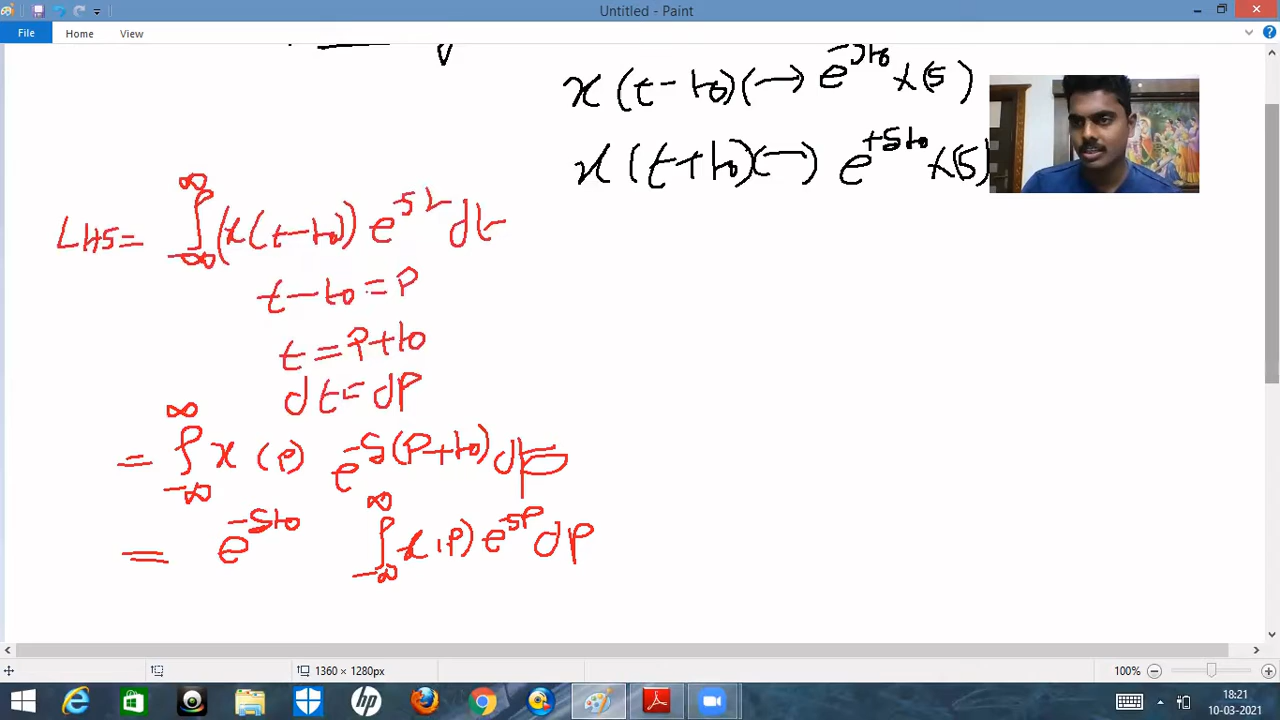 Untitled - Paint
File Home View
x(t-t0) ⟷ e^-st0 X(s)
x(t+t0) ⟷ e^+st0 X(s)
LHS = ∫_-∞^∞ (x(t-t0)) e^-st dt
t-t0 = P
t = P+t0
dt = dP
= ∫_-∞^∞ x(P) e^-s(P+t0) dP
= e^-st0 ∫_-∞^∞ x(P) e^-sP dP
1360 × 1280px 100%
18:21
10-03-2021